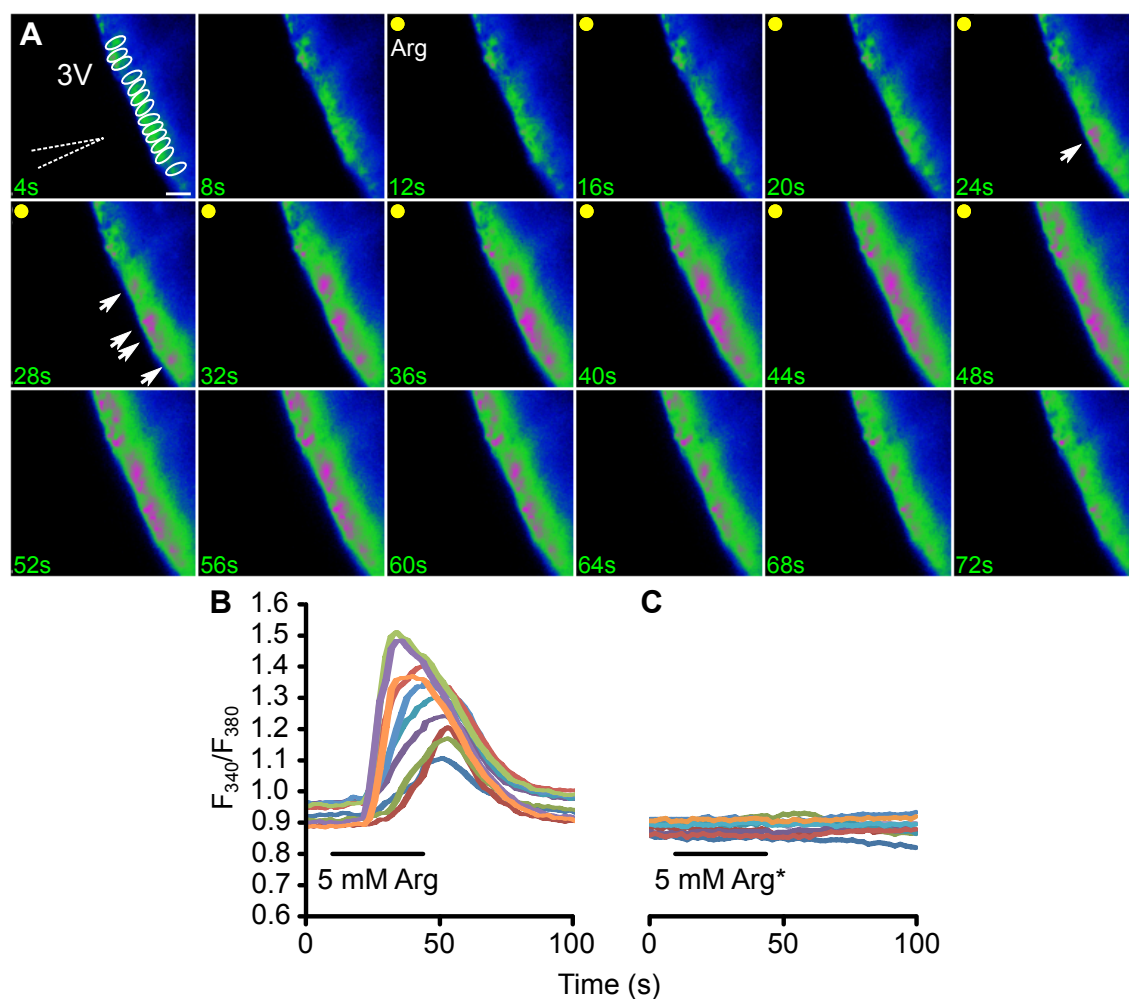 A
3V
Arg
4s
8s
12s
16s
20s
24s
28s
32s
36s
40s
44s
48s
52s
56s
60s
64s
68s
72s
B
C
F340/F380
1.6
1.5
1.4
1.3
1.2
1.1
1.0
0.9
0.8
0.7
0.6
5 mM Arg
5 mM Arg*
0
50
100
0
50
100
Time (s)